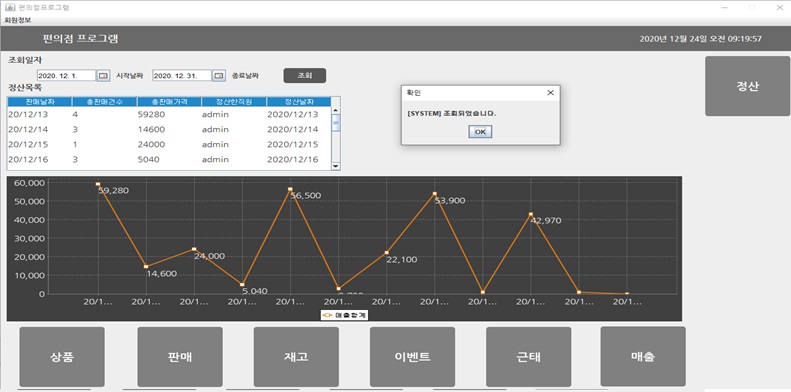 편의점프로그램
회원정보
편의점 프로그램
2020년 12월 24일 오전 09:19:57
조회일자
2020. 12. 1. 시작날짜 2020. 12. 31. 종료날짜 조회
정산
정산목록
판매날짜 총판매건수 총판매가격 정산한직원 정산날짜
20/12/13 4 59280 admin 2020/12/13
20/12/14 3 14600 admin 2020/12/14
20/12/15 1 24000 admin 2020/12/15
20/12/16 3 5040 admin 2020/12/16
확인
[SYSTEM] 조회되었습니다.
OK
60,000
50,000
40,000
30,000
20,000
10,000
0
59,280
14,600
24,000
5,040
56,500
22,100
53,900
42,970
20/1... 20/1... 20/1... 20/1... 20/1... 20/1... 20/1... 20/1... 20/1... 20/1... 20/1... 20/1...
매출합계
상품 판매 재고 이벤트 근태 매출